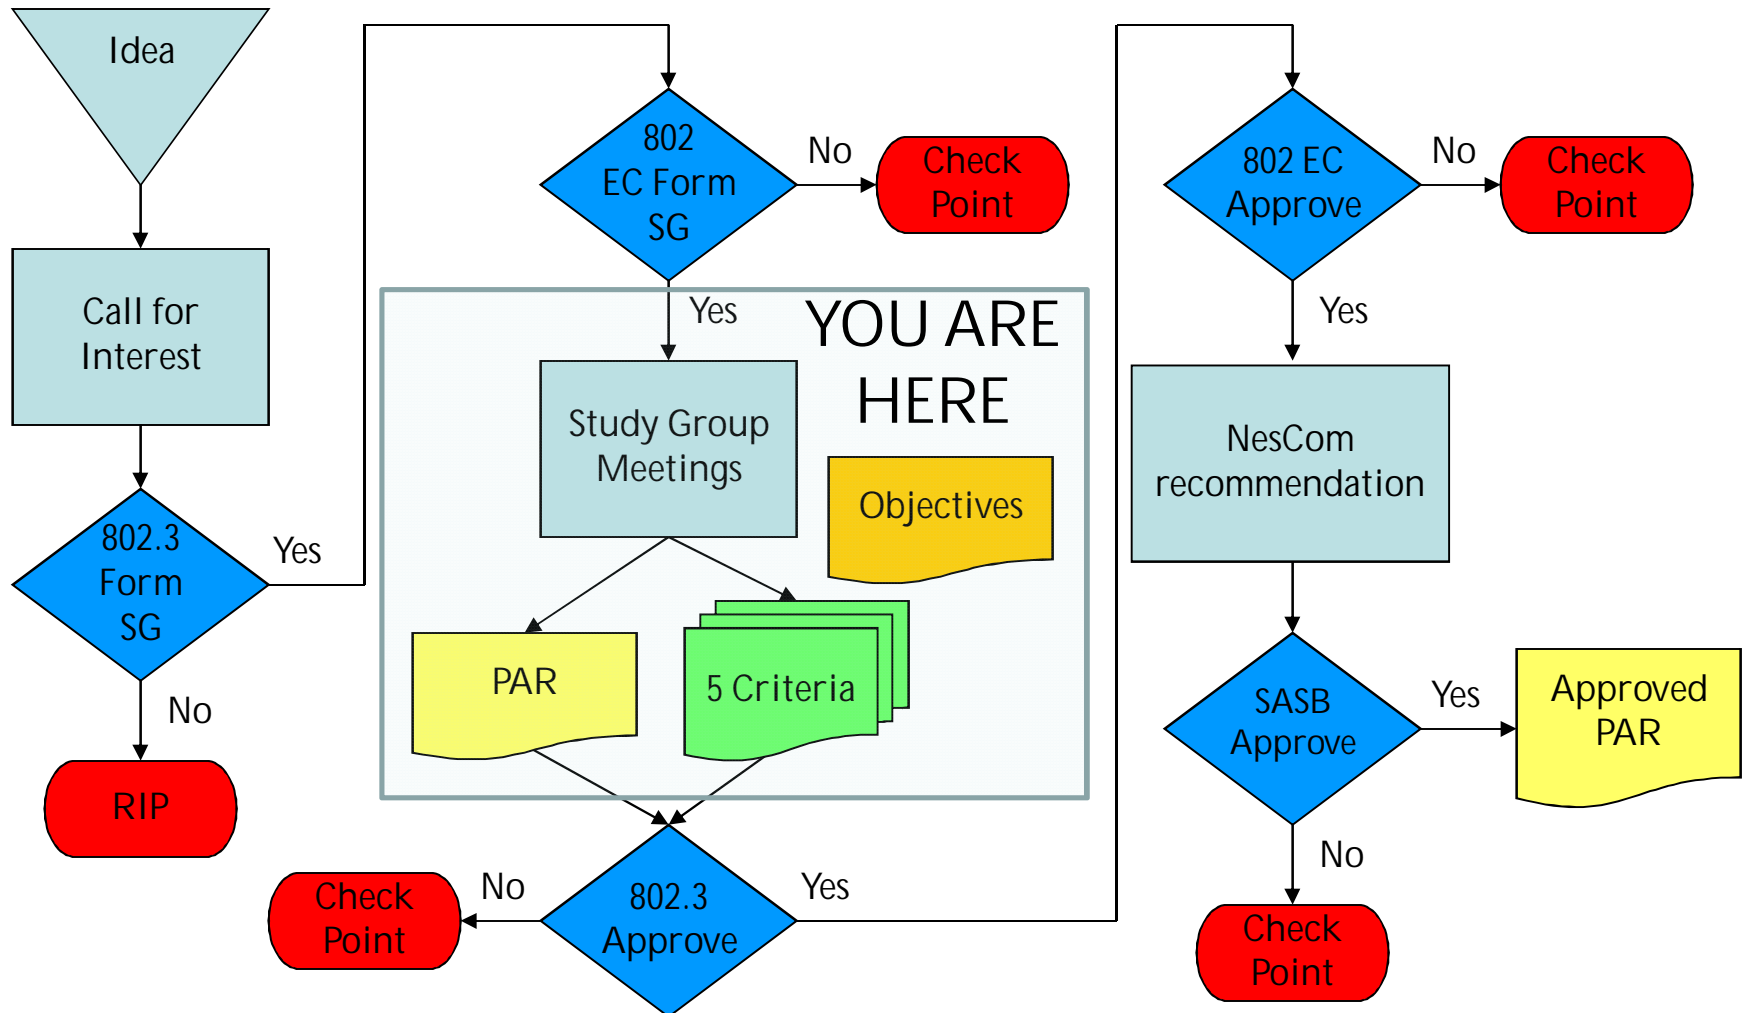 Idea
Call for
Interest
802.3
Form
SG
Yes
No
RIP
802
EC Form
SG
No
Check
Point
Yes
YOU ARE
HERE
Study Group
Meetings
Objectives
PAR
5 Criteria
802.3
Approve
No
Check
Point
Yes
802 EC
Approve
No
Check
Point
Yes
NesCom
recommendation
SASB
Approve
Yes
Approved
PAR
No
Check
Point